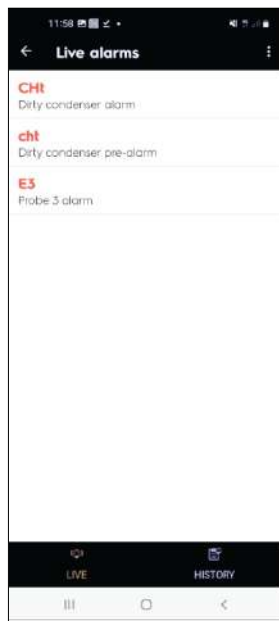 11:58
Live alarms
CHt
Dirty condenser alarm
cht
Dirty condenser pre-alarm
E3
Probe 3 alarm
LIVE
HISTORY